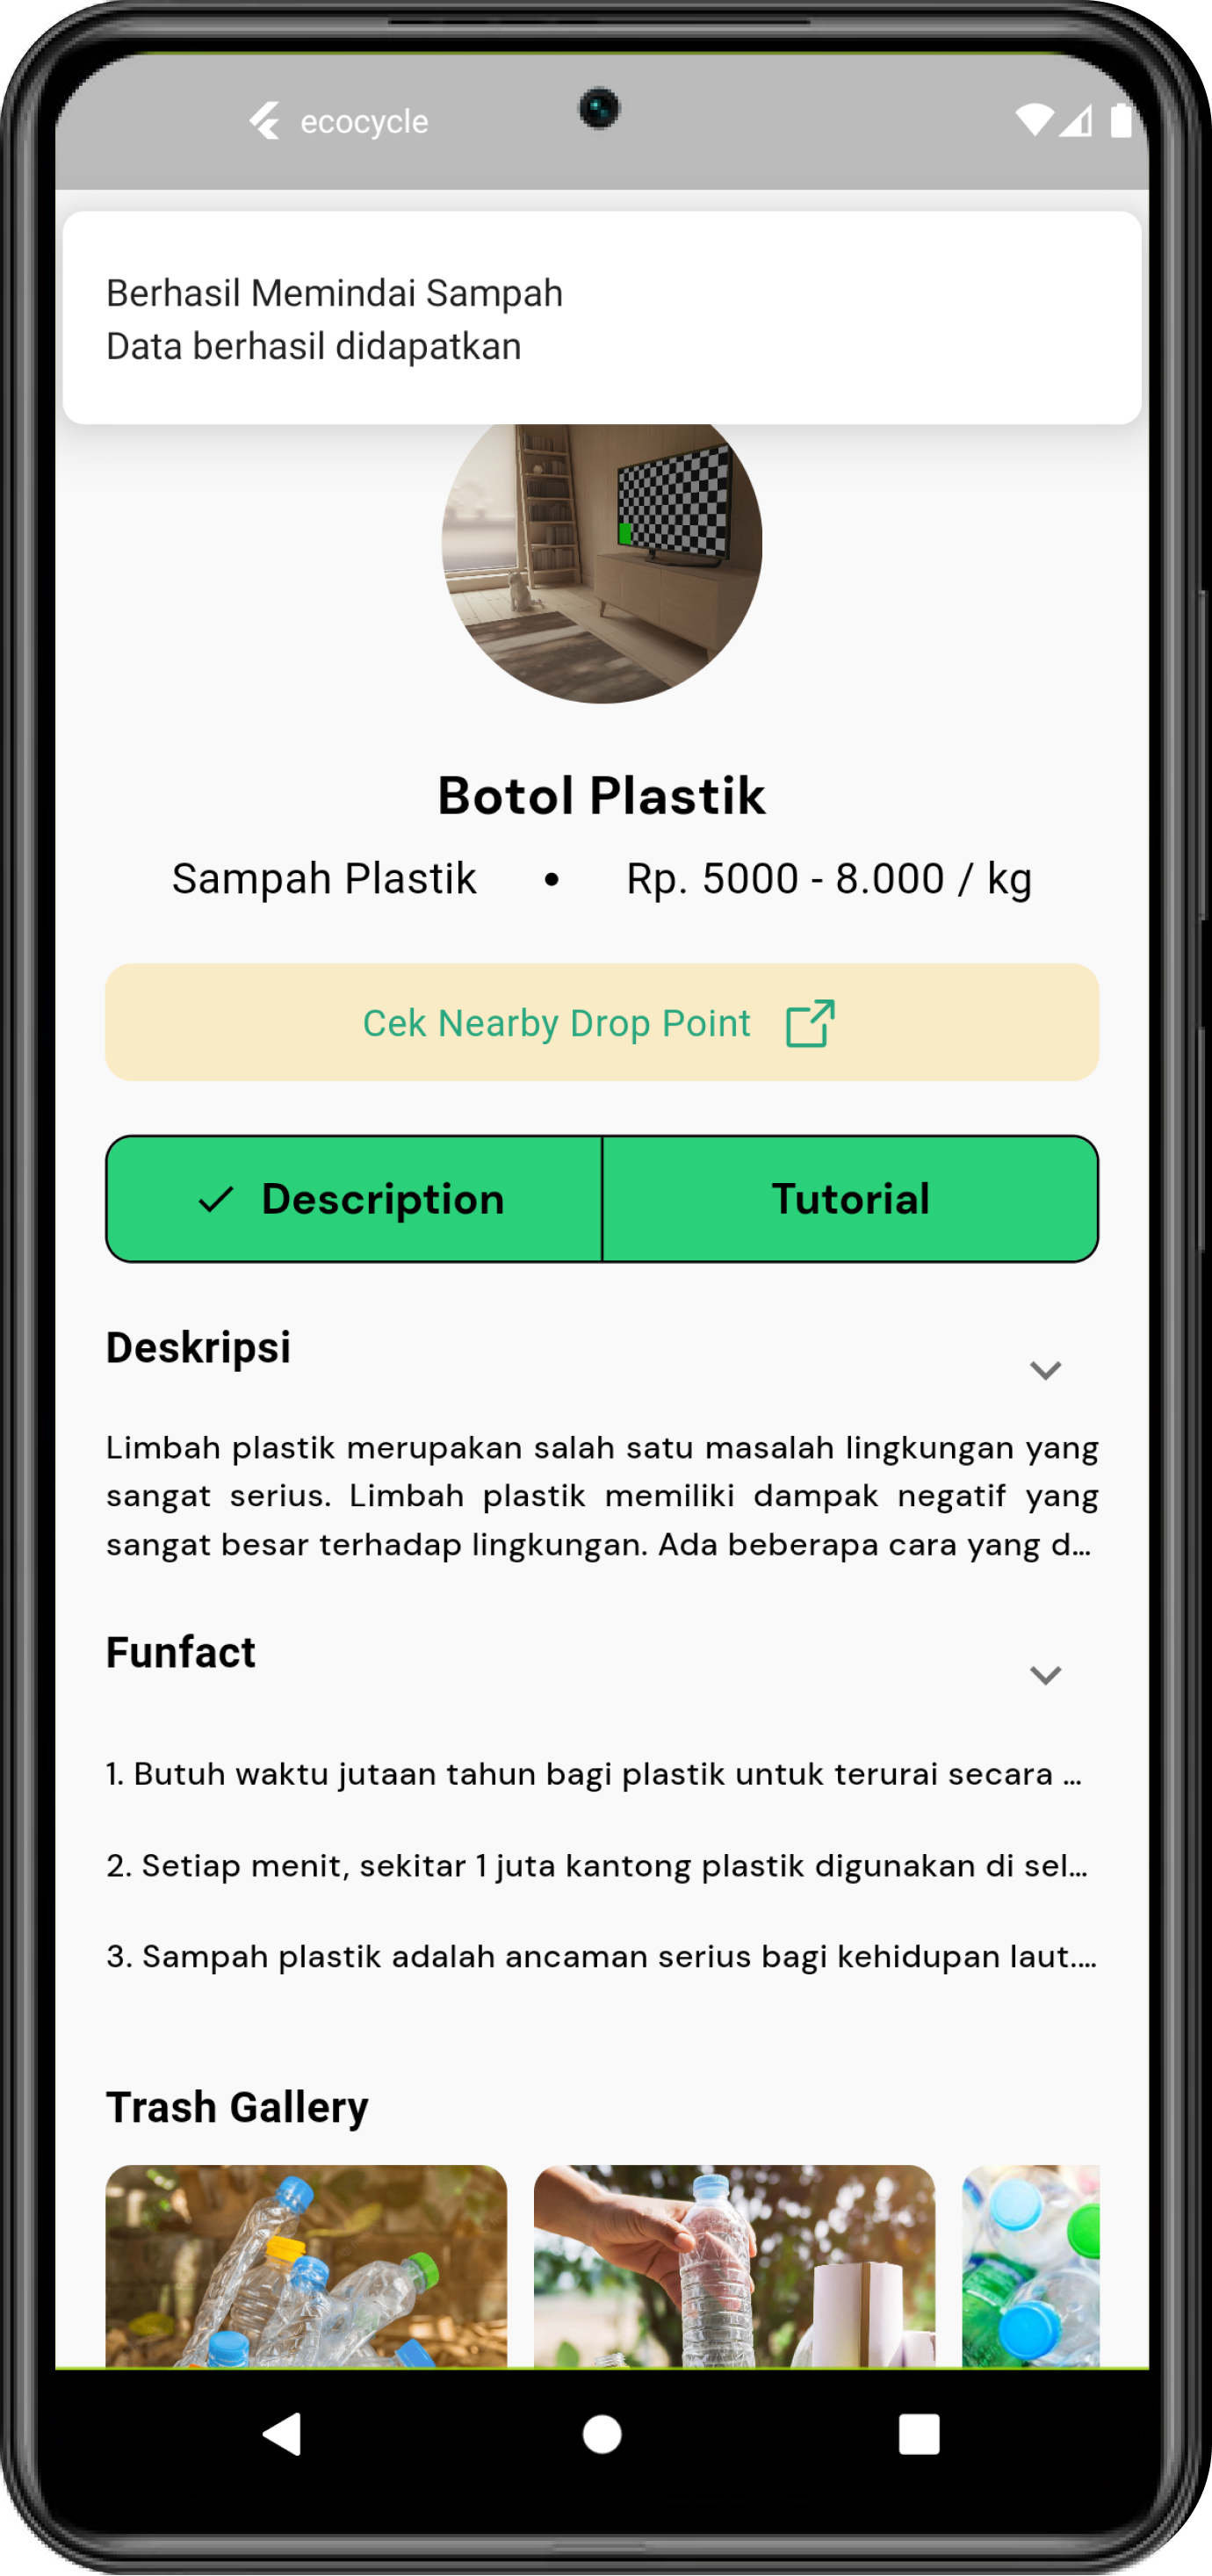 ecocycle
Berhasil Memindai Sampah
Data berhasil didapatkan
Botol Plastik
Sampah Plastik • Rp. 5000 - 8.000 / kg
Cek Nearby Drop Point
Description Tutorial
Deskripsi
Limbah plastik merupakan salah satu masalah lingkungan yang
sangat serius. Limbah plastik memiliki dampak negatif yang
sangat besar terhadap lingkungan. Ada beberapa cara yang d...
Funfact
1. Butuh waktu jutaan tahun bagi plastik untuk terurai secara ...
2. Setiap menit, sekitar 1 juta kantong plastik digunakan di sel...
3. Sampah plastik adalah ancaman serius bagi kehidupan laut....
Trash Gallery